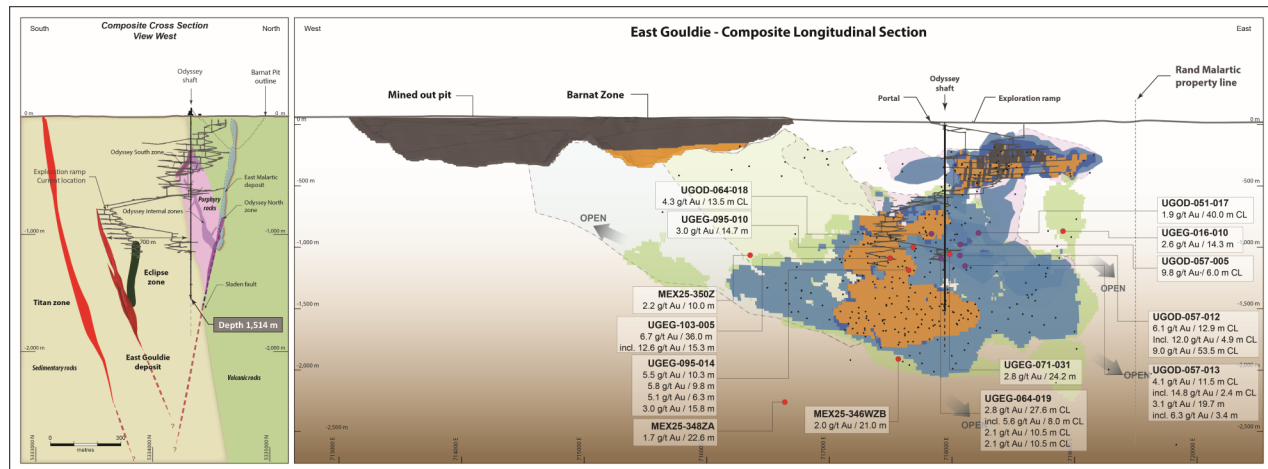 Composite Cross Section
View West
South
North
Odyssey
shaft
Barnat Pit
outline
0 m
0 m
Odyssey South zone
Exploration ramp
Current location
East Malartic
deposit
Odyssey North
zone
Porphyry
rocks
Odyssey Internal zones
-1,000 m
-1,000 m
Eclipse
zone
Sladen fault
Titan zone
Depth 1,514 m
-2,000 m
-2,000 m
East Gouldie
deposit
Sedimentary rocks
Volcanic rocks
0
300
metres
?
?
?
5333000 N
5334000 N
5335000 N
West
East Gouldie - Composite Longitudinal Section
East
Rand Malartic
property line
Odyssey
shaft
Mined out pit
Barnat Zone
Portal
Exploration ramp
0 m
0 m
-500 m
-500 m
-1,000 m
-1,000 m
-1,500 m
-1,500 m
-2,000 m
-2,000 m
-2,500 m
-2,500 m
OPEN
OPEN
OPEN
UGOD-064-018
4.3 g/t Au / 13.5 m CL
UGEG-095-010
3.0 g/t Au / 14.7 m
MEX25-350Z
2.2 g/t Au / 10.0 m
UGEG-103-005
6.7 g/t Au / 36.0 m
incl. 12.6 g/t Au / 15.3 m
UGEG-095-014
5.5 g/t Au / 10.3 m
5.8 g/t Au / 9.8 m
5.1 g/t Au / 6.3 m
3.0 g/t Au / 15.8 m
MEX25-348ZA
1.7 g/t Au / 22.6 m
MEX25-346WZB
2.0 g/t Au / 21.0 m
UGEG-071-031
2.8 g/t Au / 24.2 m
UGEG-064-019
2.8 g/t Au / 27.6 m CL
incl. 5.6 g/t Au / 8.0 m CL
2.1 g/t Au / 10.5 m CL
2.1 g/t Au / 10.5 m CL
UGOD-051-017
1.9 g/t Au / 40.0 m CL
UGEG-016-010
2.6 g/t Au / 14.3 m
UGOD-057-005
9.8 g/t Au / 6.0 m CL
UGOD-057-012
6.1 g/t Au / 12.9 m CL
Incl. 12.0 g/t Au / 4.9 m CL
9.0 g/t Au / 53.5 m CL
UGOD-057-013
4.1 g/t Au / 11.5 m CL
incl. 14.8 g/t Au / 2.4 m CL
3.1 g/t Au / 19.7 m
incl. 6.3 g/t Au / 3.4 m
713000 E
714000 E
715000 E
716000 E
717000 E
718000 E
720000 E